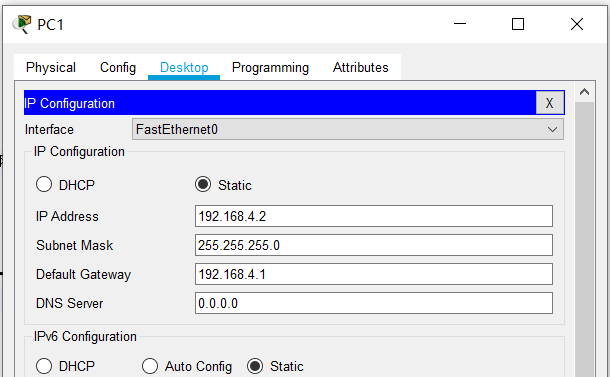 PC1
Physical Config Desktop Programming Attributes
IP Configuration X
Interface FastEthernet0
IP Configuration
DHCP Static
IP Address 192.168.4.2
Subnet Mask 255.255.255.0
Default Gateway 192.168.4.1
DNS Server 0.0.0.0
IPv6 Configuration
DHCP Auto Config Static